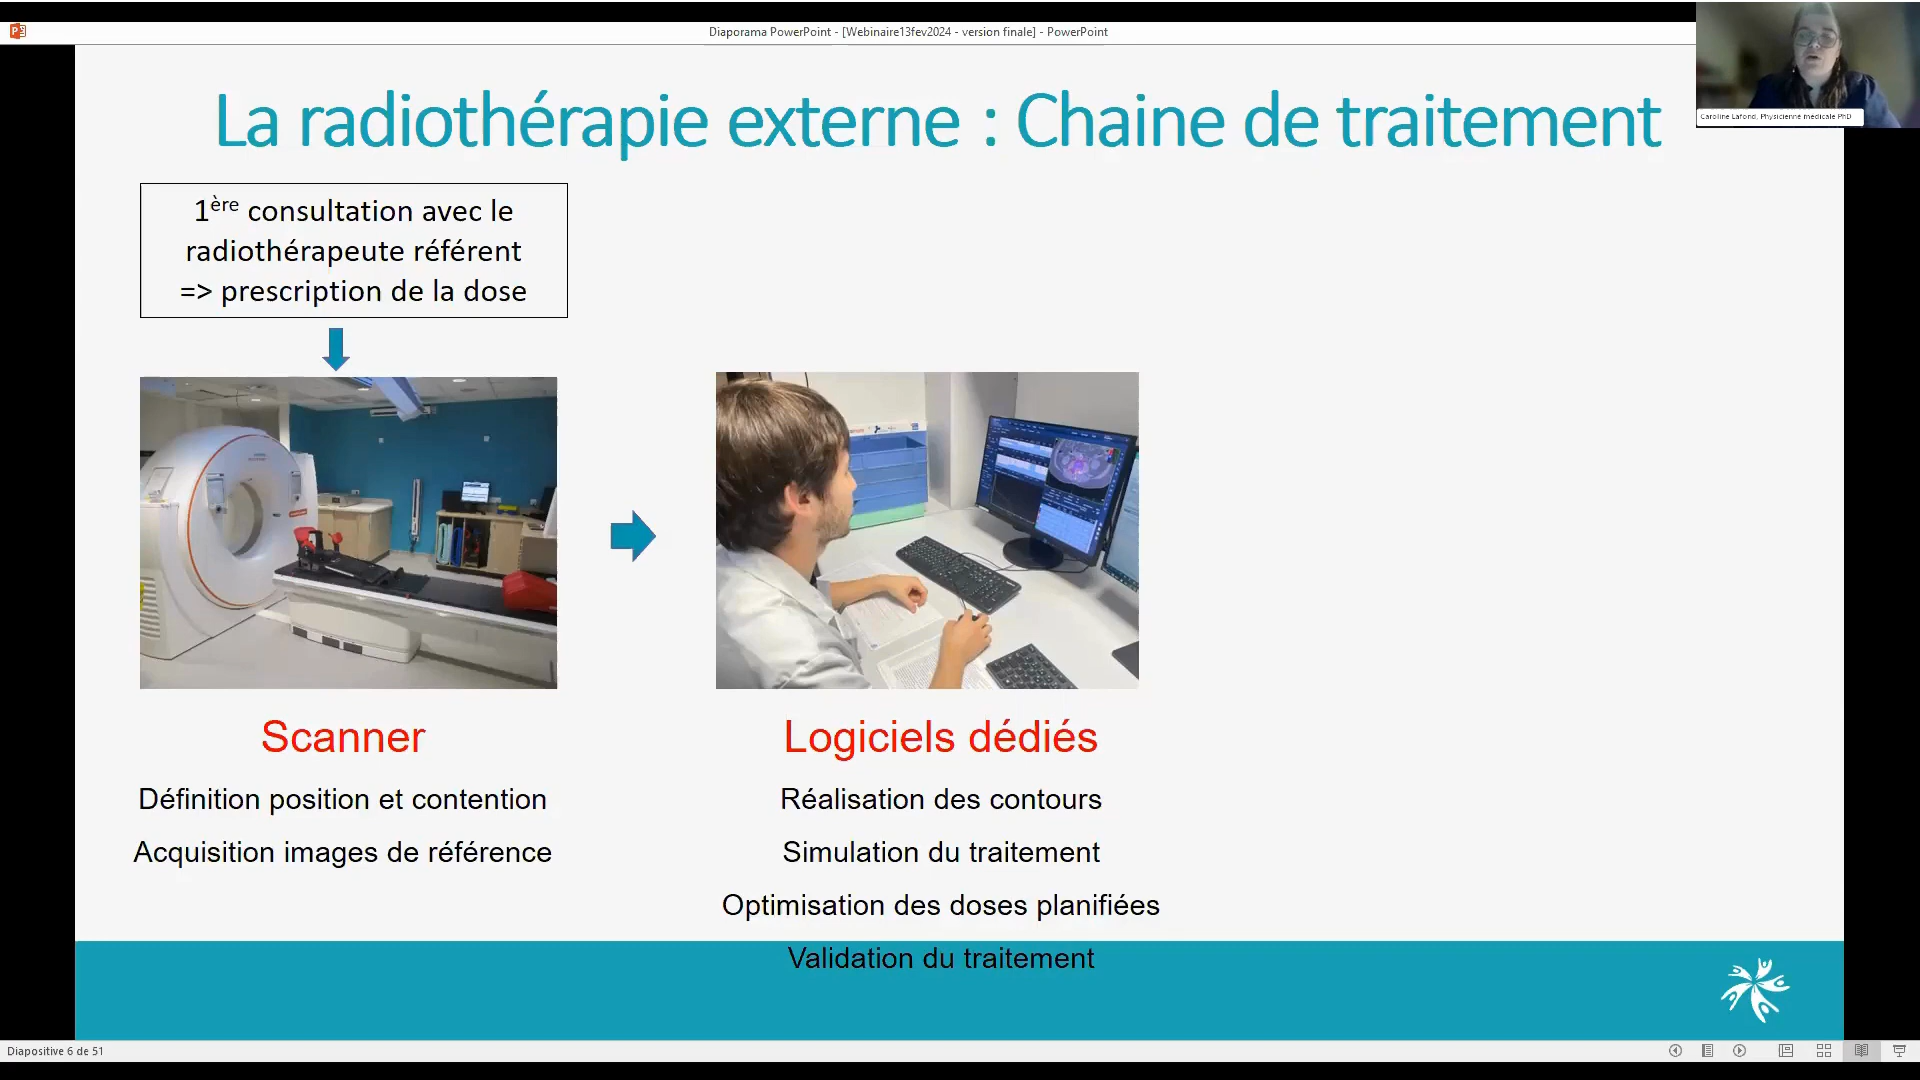 Diaporama PowerPoint - [Webinaire13fev2024 - version finale] - PowerPoint
Caroline Lafond, Physicienne médicale PhD
La radiothérapie externe : Chaine de traitement
1ère consultation avec le
radiothérapeute référent
=> prescription de la dose
Scanner
Définition position et contention
Acquisition images de référence
Logiciels dédiés
Réalisation des contours
Simulation du traitement
Optimisation des doses planifiées
Validation du traitement
Diapositive 6 de 51